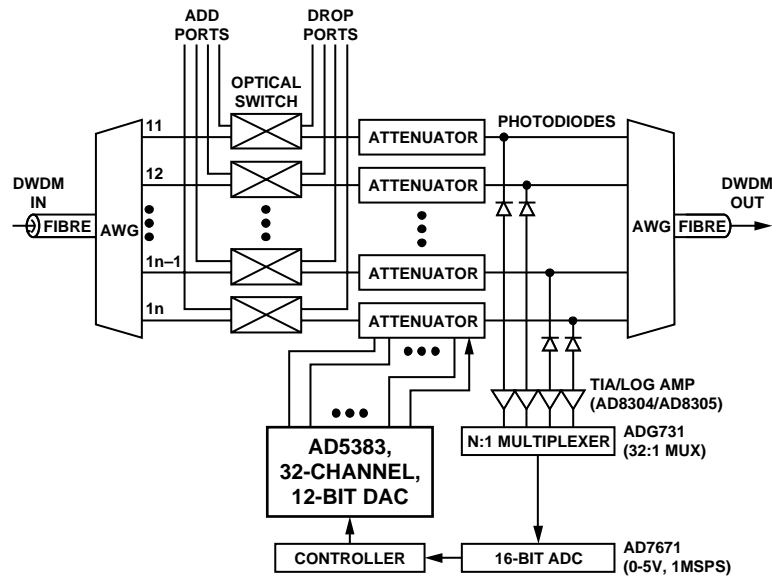 ADD
PORTS
DROP
PORTS
OPTICAL
SWITCH
PHOTODIODES
11
ATTENUATOR
12
ATTENUATOR
DWDM
IN
FIBRE
AWG
AWG
FIBRE
DWDM
OUT
1n–1
ATTENUATOR
1n
ATTENUATOR
TIA/LOG AMP
(AD8304/AD8305)
AD5383,
32-CHANNEL,
12-BIT DAC
N:1 MULTIPLEXER
ADG731
(32:1 MUX)
CONTROLLER
16-BIT ADC
AD7671
(0-5V, 1MSPS)